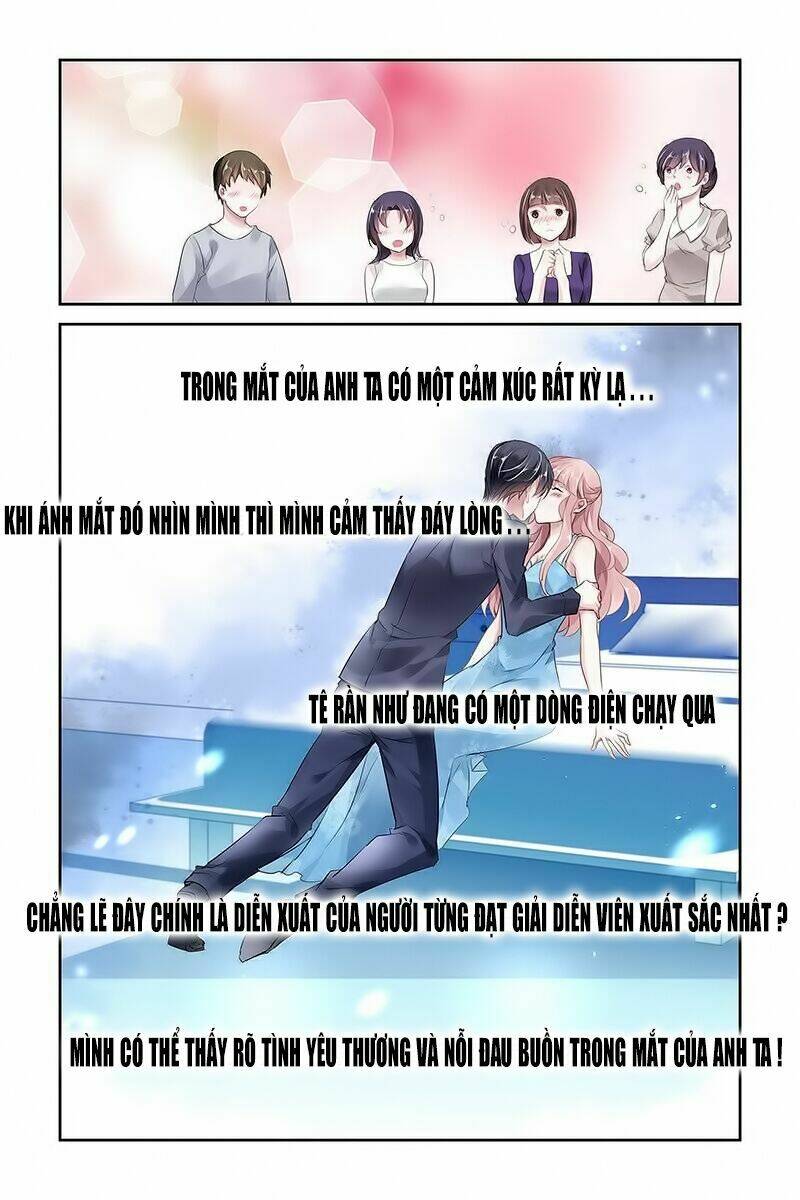 TRONG MẮT CỦA ANH TA CÓ MỘT CẢM XÚC RẤT KỲ LẠ . . .
KHI ÁNH MẮT ĐÓ NHÌN MÌNH THÌ MÌNH CẢM THẤY ĐÁY LÒNG . . .
TÊ RẦN NHƯ ĐANG CÓ MỘT DÒNG ĐIỆN CHẠY QUA
CHẲNG LẼ ĐÂY CHÍNH LÀ DIỄN XUẤT CỦA NGƯỜI TỪNG ĐẠT GIẢI DIỄN VIÊN XUẤT SẮC NHẤT ?
MÌNH CÓ THỂ THẤY RÕ TÌNH YÊU THƯƠNG VÀ NỖI ĐAU BUỒN TRONG MẮT CỦA ANH TA !